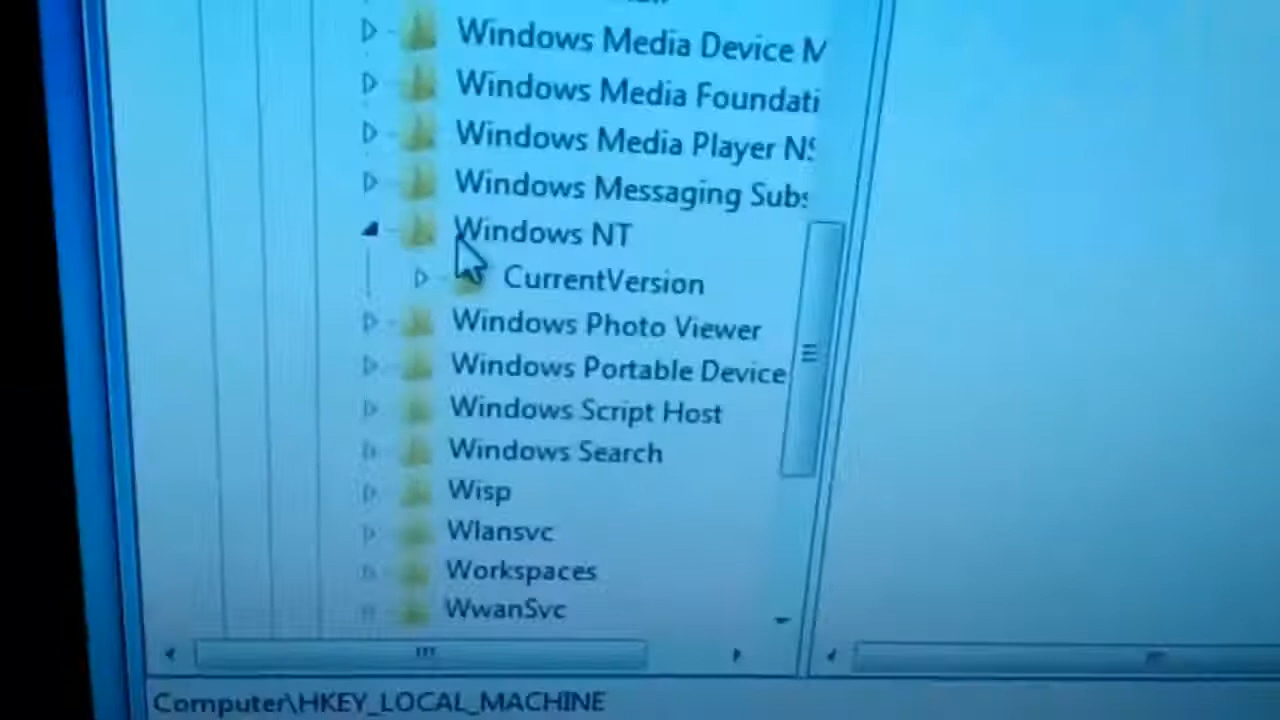 Windows Media Device M
Windows Media Foundati
Windows Media Player NS
Windows Messaging Subs
Windows NT
CurrentVersion
Windows Photo Viewer
Windows Portable Device
Windows Script Host
Windows Search
Wisp
Wlansvc
Workspaces
WwanSvc
Computer\HKEY_LOCAL_MACHINE